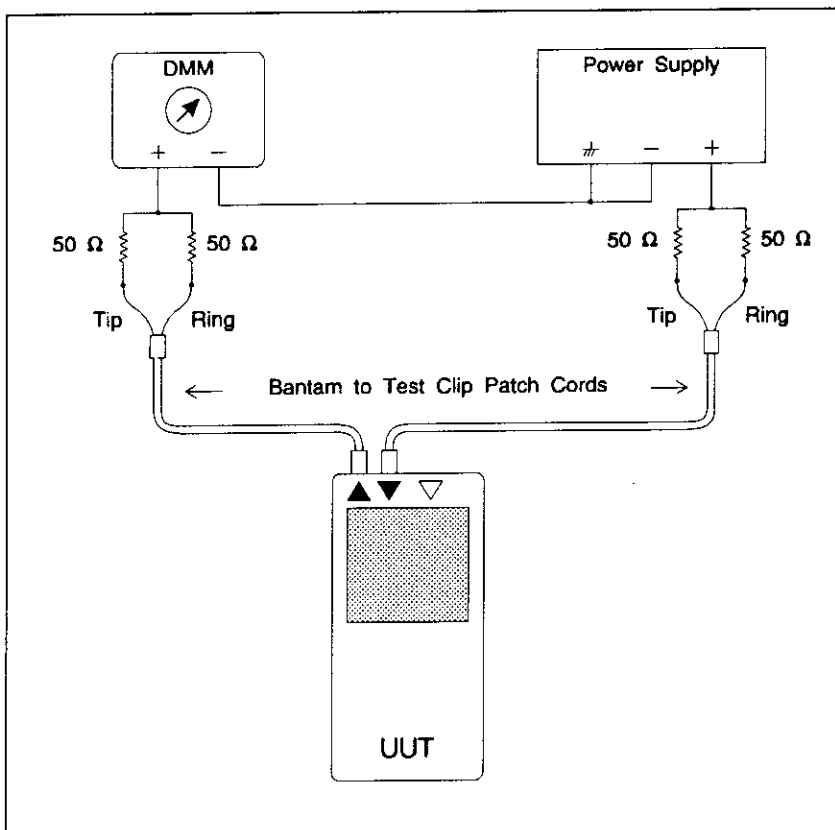 DMM
+ −
Power Supply
− +
50 Ω 50 Ω
50 Ω 50 Ω
Tip Ring
Tip Ring
← Bantam to Test Clip Patch Cords →
UUT